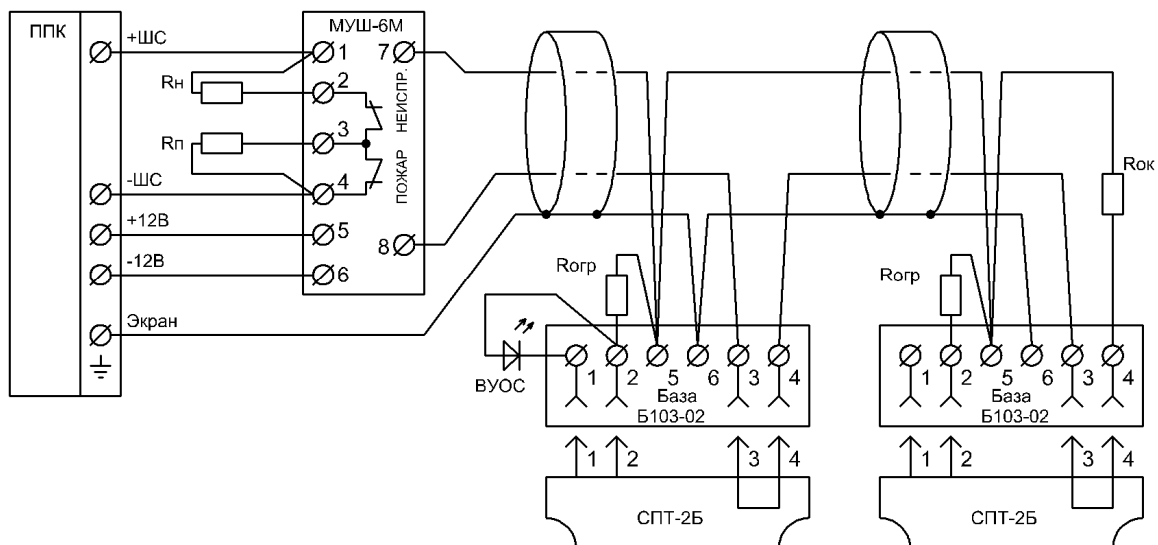 ППК
+ШС
-ШС
+12В
-12В
Экран
Rн
Rп
МУШ-6М
1
2
3
4
5
6
7
8
НЕИСПР.
ПОЖАР
Rок
Rогр
ВУОС
1 2 5 6 3 4
База
Б103-02
1 2 3 4
СПТ-2Б
Rогр
1 2 5 6 3 4
База
Б103-02
1 2 3 4
СПТ-2Б